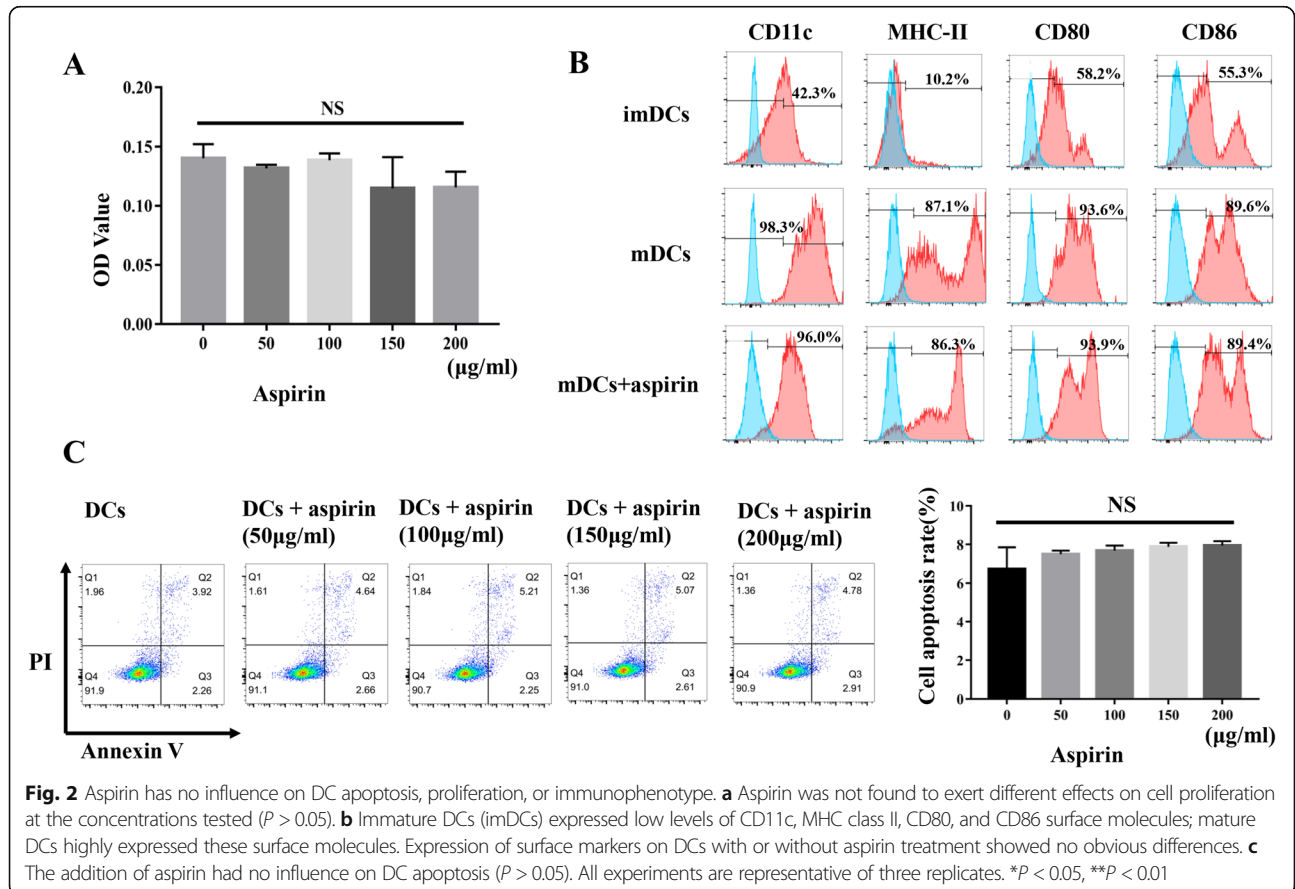 A
0.20
0.15
0.10
0.05
0.00
OD Value
NS
0 50 100 150 200
(μg/ml)
Aspirin
B
CD11c MHC-II CD80 CD86
imDCs
42.3% 10.2% 58.2% 55.3%
mDCs
98.3% 87.1% 93.6% 89.6%
mDCs+aspirin
96.0% 86.3% 93.9% 89.4%
C
DCs
DCs + aspirin
(50μg/ml)
DCs + aspirin
(100μg/ml)
DCs + aspirin
(150μg/ml)
DCs + aspirin
(200μg/ml)
PI
Q1
1.96
Q2
3.92
Q4
91.9
Q3
2.26
Q1
1.61
Q2
4.64
Q4
91.1
Q3
2.66
Q1
1.84
Q2
5.21
Q4
90.7
Q3
2.25
Q1
1.36
Q2
5.07
Q4
91.0
Q3
2.61
Q1
1.36
Q2
4.78
Q4
90.9
Q3
2.91
Annexin V
Cell apoptosis rate(%)
10
8
6
4
2
0
NS
0 50 100 150 200
(μg/ml)
Aspirin
Fig. 2 Aspirin has no influence on DC apoptosis, proliferation, or immunophenotype. a Aspirin was not found to exert different effects on cell proliferation
at the concentrations tested (P > 0.05). b Immature DCs (imDCs) expressed low levels of CD11c, MHC class II, CD80, and CD86 surface molecules; mature
DCs highly expressed these surface molecules. Expression of surface markers on DCs with or without aspirin treatment showed no obvious differences. c
The addition of aspirin had no influence on DC apoptosis (P > 0.05). All experiments are representative of three replicates. *P < 0.05, **P < 0.01